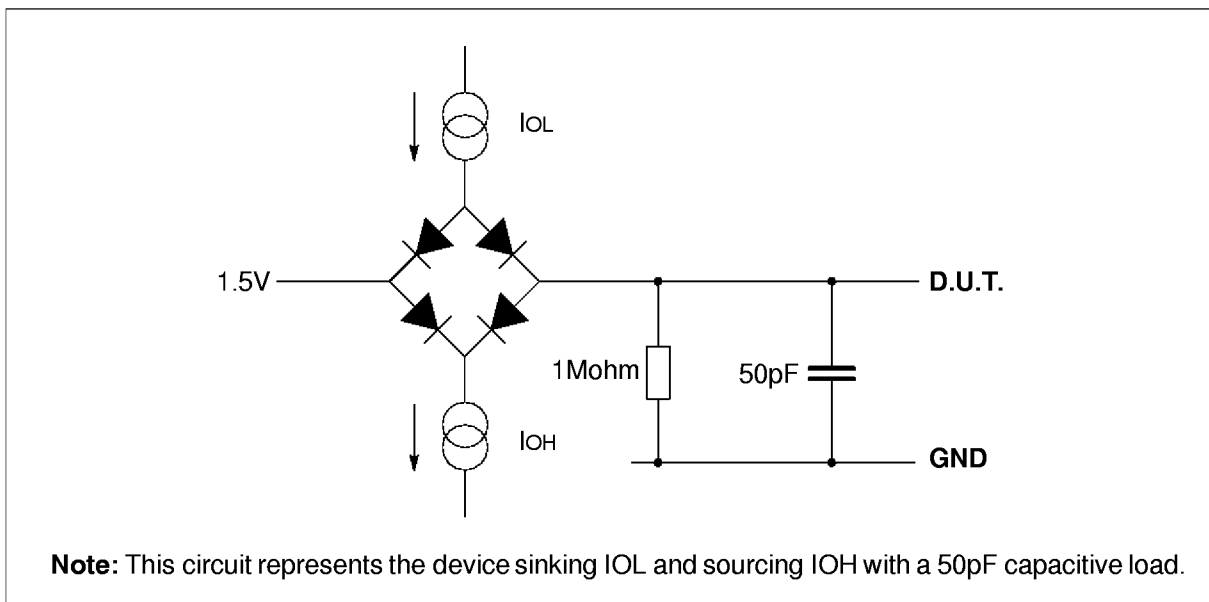 IOL
1.5V
D.U.T.
1Mohm
50pF
IOH
GND
Note: This circuit represents the device sinking IOL and sourcing IOH with a 50pF capacitive load.